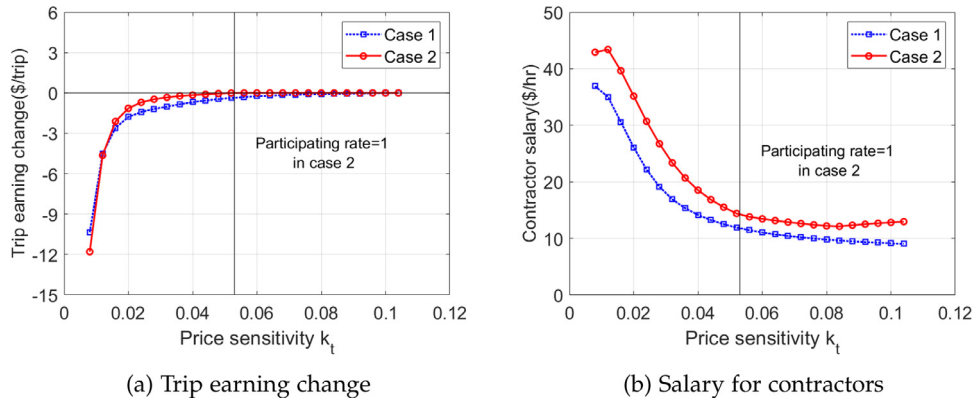 6
3
0
-3
-6
-9
-12
-15
0
0.02
0.04
0.06
0.08
0.1
0.12
Trip earning change($/trip)
Price sensitivity k_t
Case 1
Case 2
Participating rate=1
in case 2
(a) Trip earning change
50
40
30
20
10
0
0
0.02
0.04
0.06
0.08
0.1
0.12
Contractor salary($/hr)
Price sensitivity k_t
Case 1
Case 2
Participating rate=1
in case 2
(b) Salary for contractors